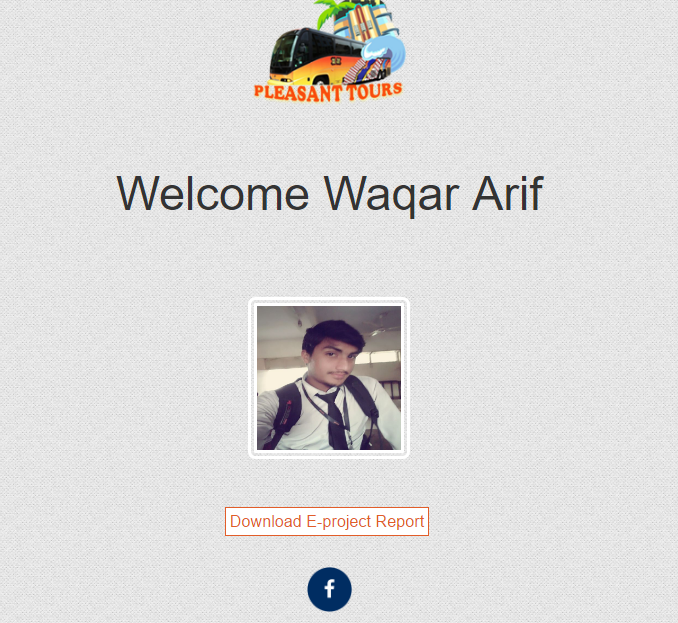 PLEASANT TOURS
Welcome Waqar Arif
Download E-project Report
f